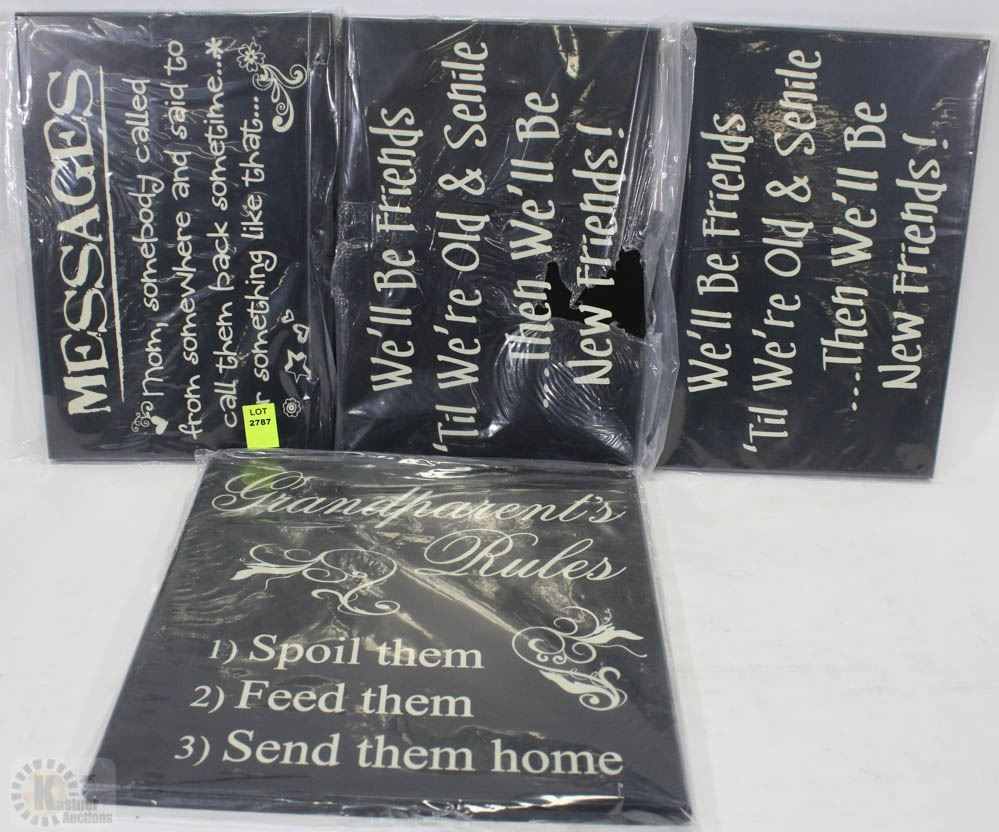 MESSAGES
Mom, somebody called
from somewhere and said to
call them back sometime...*
r something like that...
LOT
2787
We'll Be Friends
'Til We're Old & Senile
Then We'll Be
New Friends!
We'll Be Friends
'Til We're Old & Senile
...Then We'll Be
New Friends!
Grandparent's
Rules
1) Spoil them
2) Feed them
3) Send them home
Kastner
Auctions